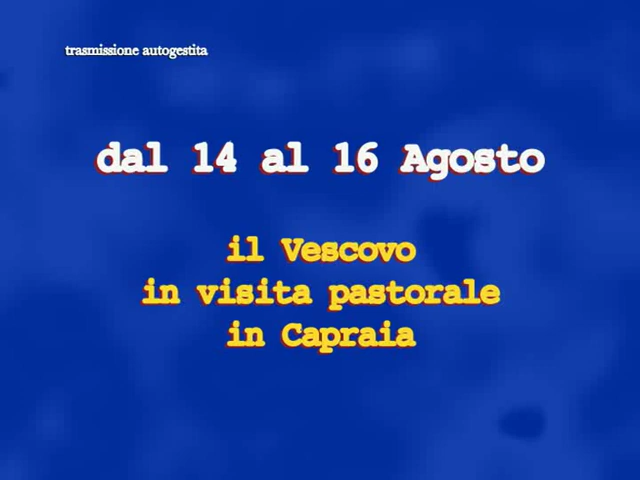 trasmissione autogestita
dal 14 al 16 Agosto
il Vescovo
in visita pastorale
in Capraia